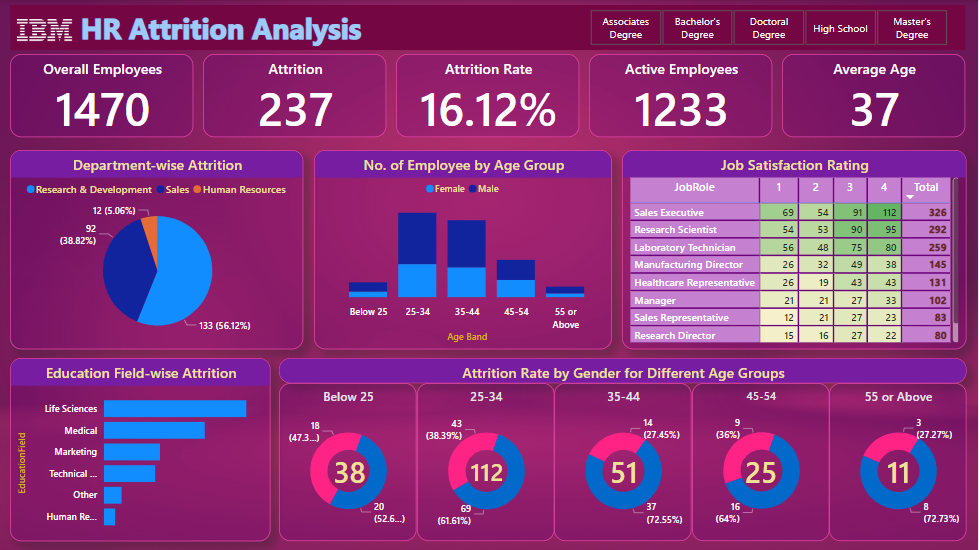 IBM HR Attrition Analysis
Associates Degree
Bachelor's Degree
Doctoral Degree
High School
Master's Degree
Overall Employees
1470
Attrition
237
Attrition Rate
16.12%
Active Employees
1233
Average Age
37
Department-wise Attrition
Research & Development Sales Human Resources
12 (5.06%)
92
(38.82%)
133 (56.12%)
No. of Employee by Age Group
Female Male
Below 25 25-34 35-44 45-54 55 or Above
Age Band
Job Satisfaction Rating
JobRole 1 2 3 4 Total
Sales Executive 69 54 91 112 326
Research Scientist 54 53 90 95 292
Laboratory Technician 56 48 75 80 259
Manufacturing Director 26 32 49 38 145
Healthcare Representative 26 19 43 43 131
Manager 21 21 27 33 102
Sales Representative 12 21 27 23 83
Research Director 15 16 27 22 80
Education Field-wise Attrition
EducationField
Life Sciences
Medical
Marketing
Technical ...
Other
Human Re...
Attrition Rate by Gender for Different Age Groups
Below 25
18
(47.3...)
38
20
(52.6...)
25-34
43
(38.39%)
112
69
(61.61%)
35-44
14
(27.45%)
51
37
(72.55%)
45-54
9
(36%)
25
16
(64%)
55 or Above
3
(27.27%)
11
8
(72.73%)